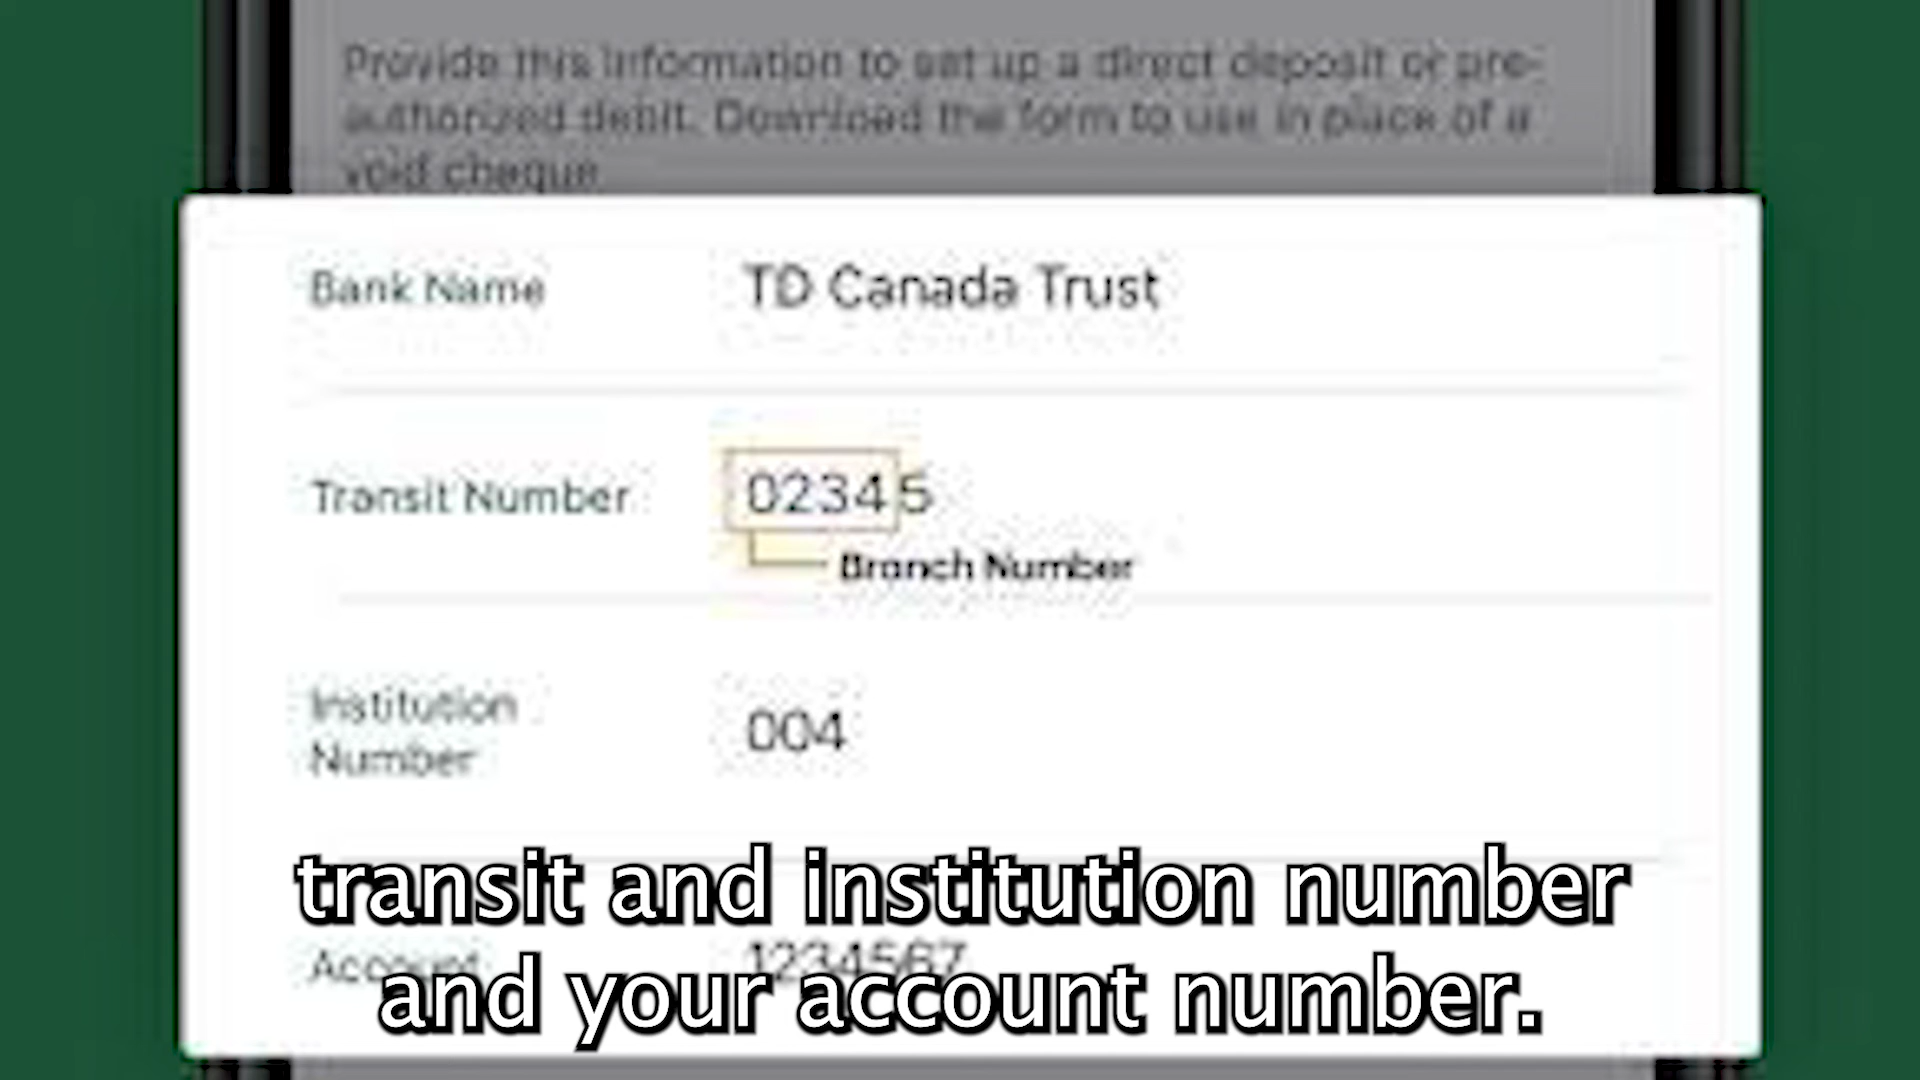 Provide this information to set up a direct deposit or pre-
authorized debit. Download the form to use in place of a
void cheque
Bank Name TD Canada Trust
Transit Number 02345
Branch Number
Institution
Number
004
Account 1234567
transit and institution number
and your account number.